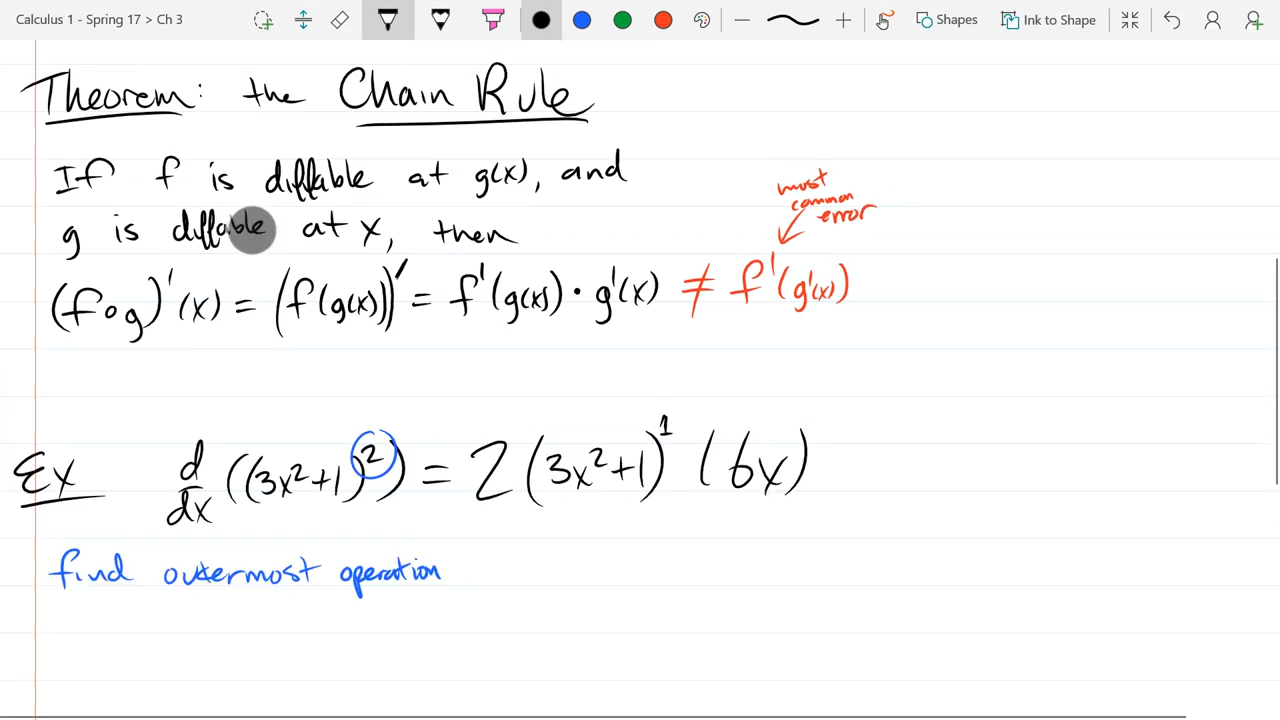 Calculus 1 - Spring 17 > Ch 3
Shapes
Ink to Shape
Theorem: the Chain Rule
If f is diffable at g(x), and
g is diffable at x, then
most
common
error
(f∘g)'(x) = (f(g(x)))' = f'(g(x)) · g'(x) ≠ f'(g'(x))
Ex d/dx ((3x²+1)²) = 2(3x²+1)¹ (6x)
find outermost operation